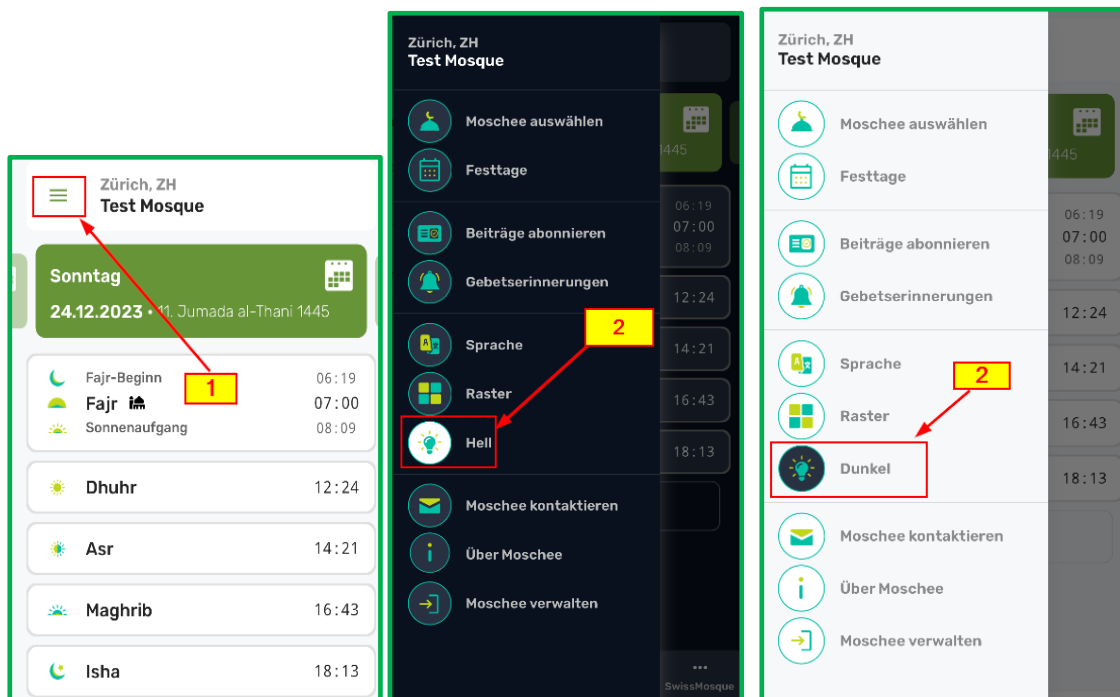 Zürich, ZH
Test Mosque
Sonntag
24.12.2023 • 11. Jumada al-Thani 1445
Fajr-Beginn 06:19
Fajr 07:00
Sonnenaufgang 08:09
1
Dhuhr 12:24
Asr 14:21
Maghrib 16:43
Isha 18:13
Zürich, ZH
Test Mosque
Moschee auswählen
1445
Festtage
06:19
Beiträge abonnieren 07:00
08:09
Gebetserinnerungen
12:24
2
Sprache 14:21
Raster 16:43
Hell 18:13
Moschee kontaktieren
Über Moschee
Moschee verwalten
SwissMosque
Zürich, ZH
Test Mosque
Moschee auswählen
1445
Festtage
06:19
Beiträge abonnieren 07:00
08:09
Gebetserinnerungen
12:24
Sprache 14:21
2
Raster 16:43
Dunkel 18:13
Moschee kontaktieren
Über Moschee
Moschee verwalten